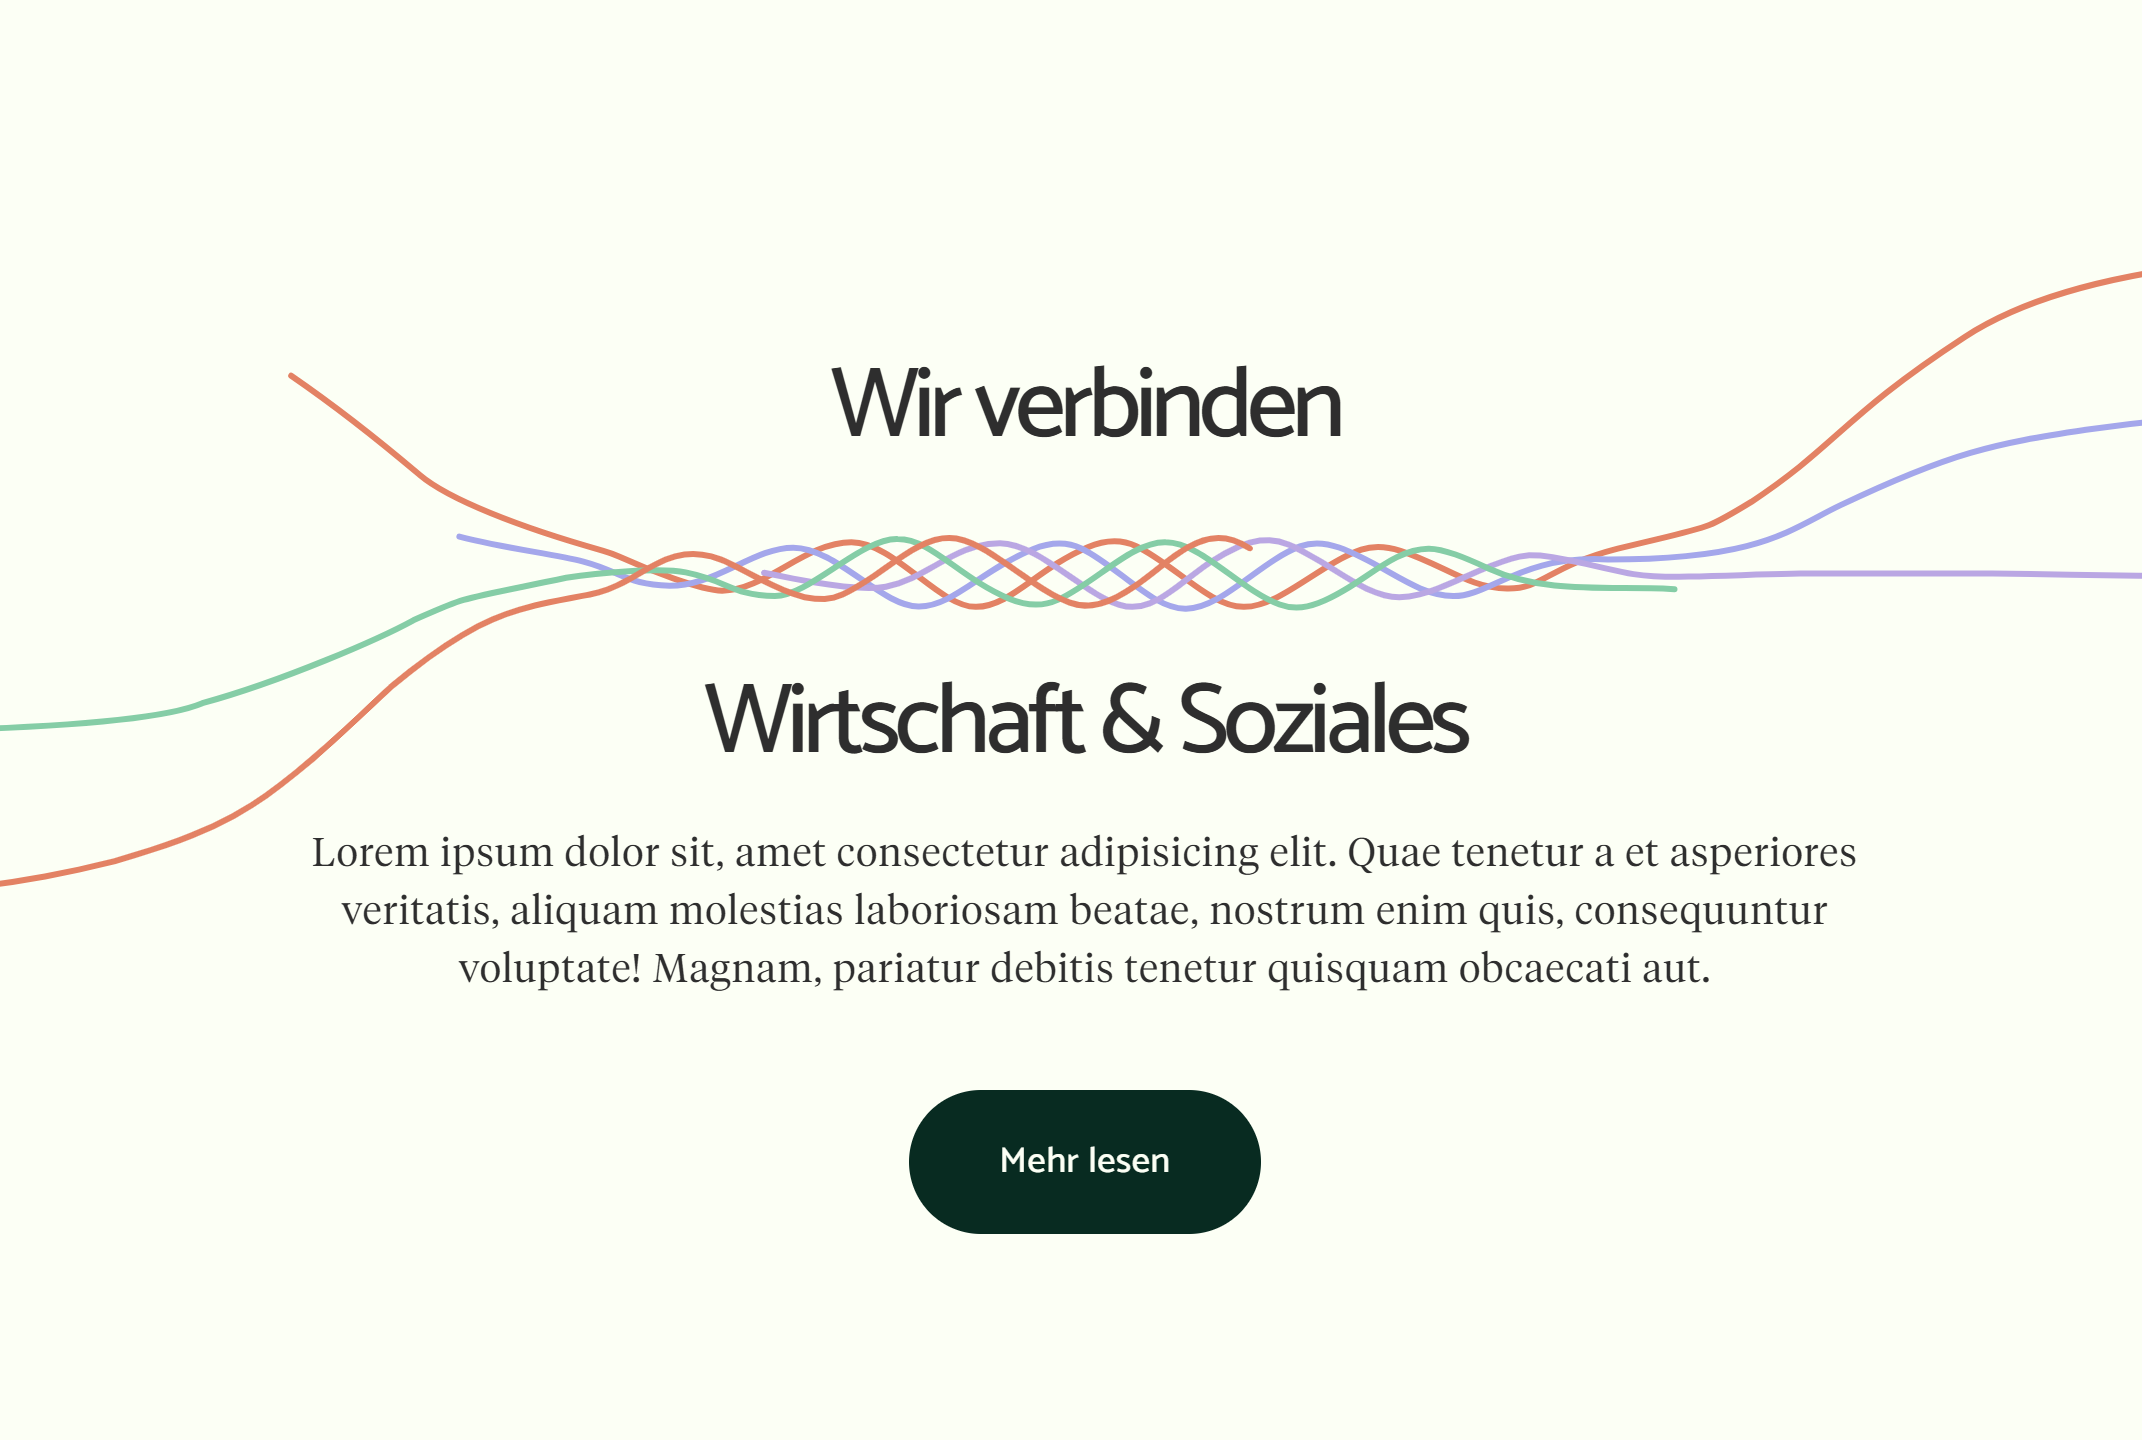 Wir verbinden
Wirtschaft & Soziales
Lorem ipsum dolor sit, amet consectetur adipisicing elit. Quae tenetur a et asperiores
veritatis, aliquam molestias laboriosam beatae, nostrum enim quis, consequuntur
voluptate! Magnam, pariatur debitis tenetur quisquam obcaecati aut.
Mehr lesen